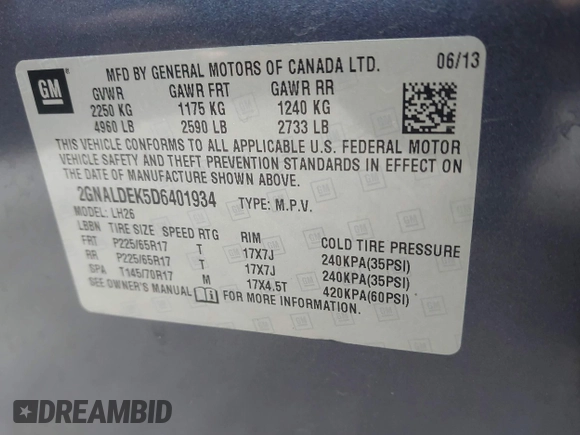 GM
MFD BY GENERAL MOTORS OF CANADA LTD. 06/13
GVWR GAWR FRT GAWR RR
2250 KG 1175 KG 1240 KG
4960 LB 2590 LB 2733 LB
THIS VEHICLE CONFORMS TO ALL APPLICABLE U.S. FEDERAL MOTOR
VEHICLE SAFETY AND THEFT PREVENTION STANDARDS IN EFFECT ON
THE DATE OF MANUFACTURE SHOWN ABOVE.
2GNALDEK5D6401934 TYPE: M.P.V.
MODEL: LH26
LBBN TIRE SIZE SPEED RTG RIM COLD TIRE PRESSURE
FRT P225/65R17 T 17X7J 240KPA(35PSI)
RR P225/65R17 T 17X7J 240KPA(35PSI)
SPA T145/70R17 M 17X4.5T 420KPA(60PSI)
SEE OWNER'S MANUAL FOR MORE INFORMATION.
DREAMBID